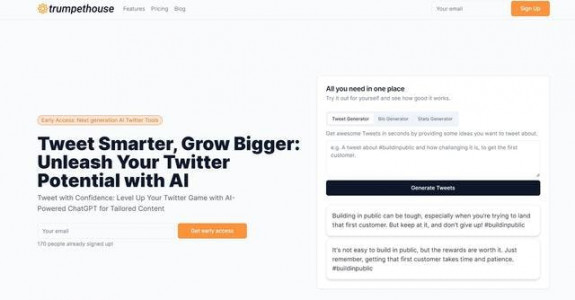 trumpethouse
Features
Pricing
Blog
Your email
Sign Up
Early Access: Next generation AI Twitter Tools
Tweet Smarter, Grow Bigger:
Unleash Your Twitter
Potential with AI
Tweet with Confidence: Level Up Your Twitter Game with AI-
Powered ChatGPT for Tailored Content
Your email
Get early access
170 people already signed up!
All you need in one place
Try it out for yourself and see how good it works.
Tweet Generator
Bio Generator
Stats Generator
Get awesome Tweets in seconds by providing some ideas you want to tweet about.
e.g. A tweet about #buildinpublic and how challenging it is, to get the first
customer.
Generate Tweets
Building in public can be tough, especially when you're trying to land
that first customer. But keep at it, and don't give up! #buildinpublic
It's not easy to build in public, but the rewards are worth it. Just
remember, getting that first customer takes time and patience.
#buildinpublic